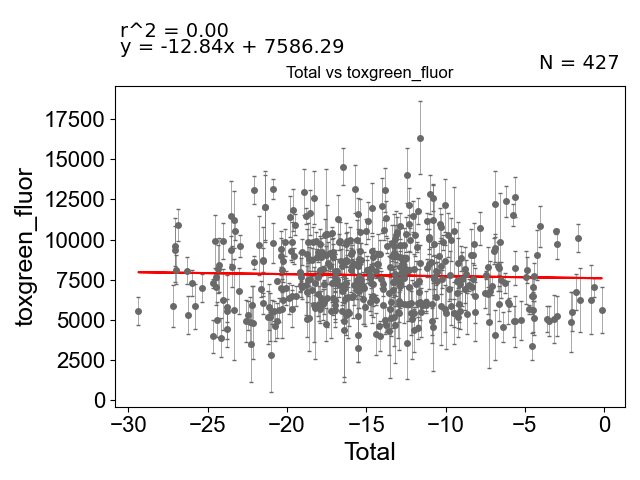 r^2 = 0.00
y = -12.84x + 7586.29
N = 427
Total vs toxgreen_fluor
17500
15000
12500
10000
7500
5000
2500
0
toxgreen_fluor
−30 −25 −20 −15 −10 −5 0
Total